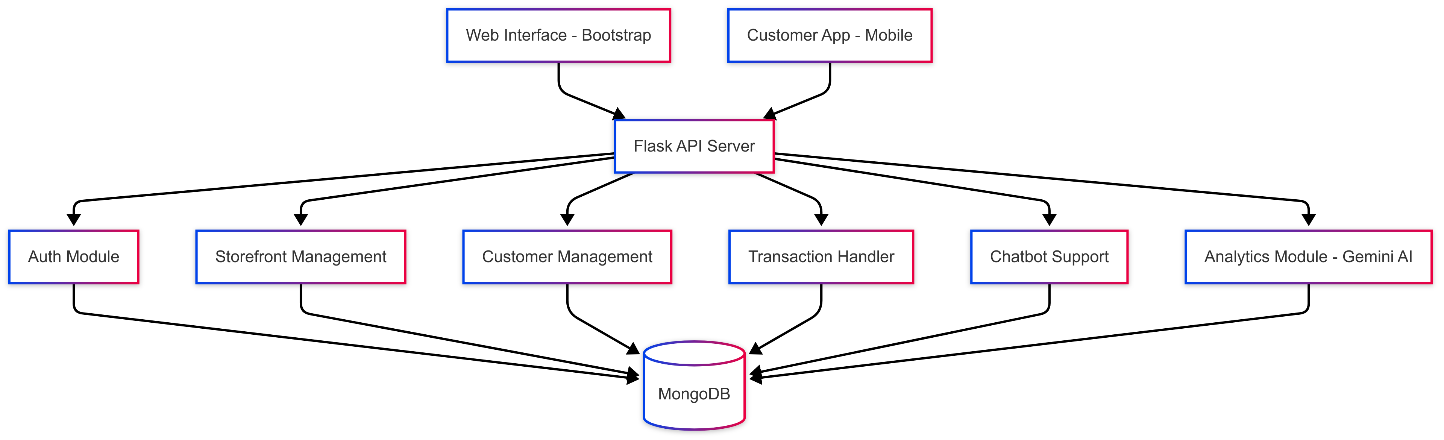 Web Interface - Bootstrap
Customer App - Mobile
Flask API Server
Auth Module
Storefront Management
Customer Management
Transaction Handler
Chatbot Support
Analytics Module - Gemini AI
MongoDB